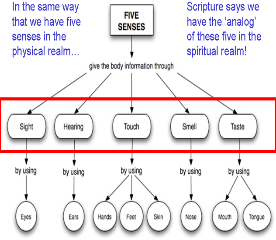 In the same way
that we have five
senses in the
physical realm…
FIVE
SENSES
Scripture says we
have the 'analog'
of these five in the
spiritual realm!
give the body information through
Sight Hearing Touch Smell Taste
by using by using by using by using by using
Eyes Ears Hands Feet Skin Nose Mouth Tongue